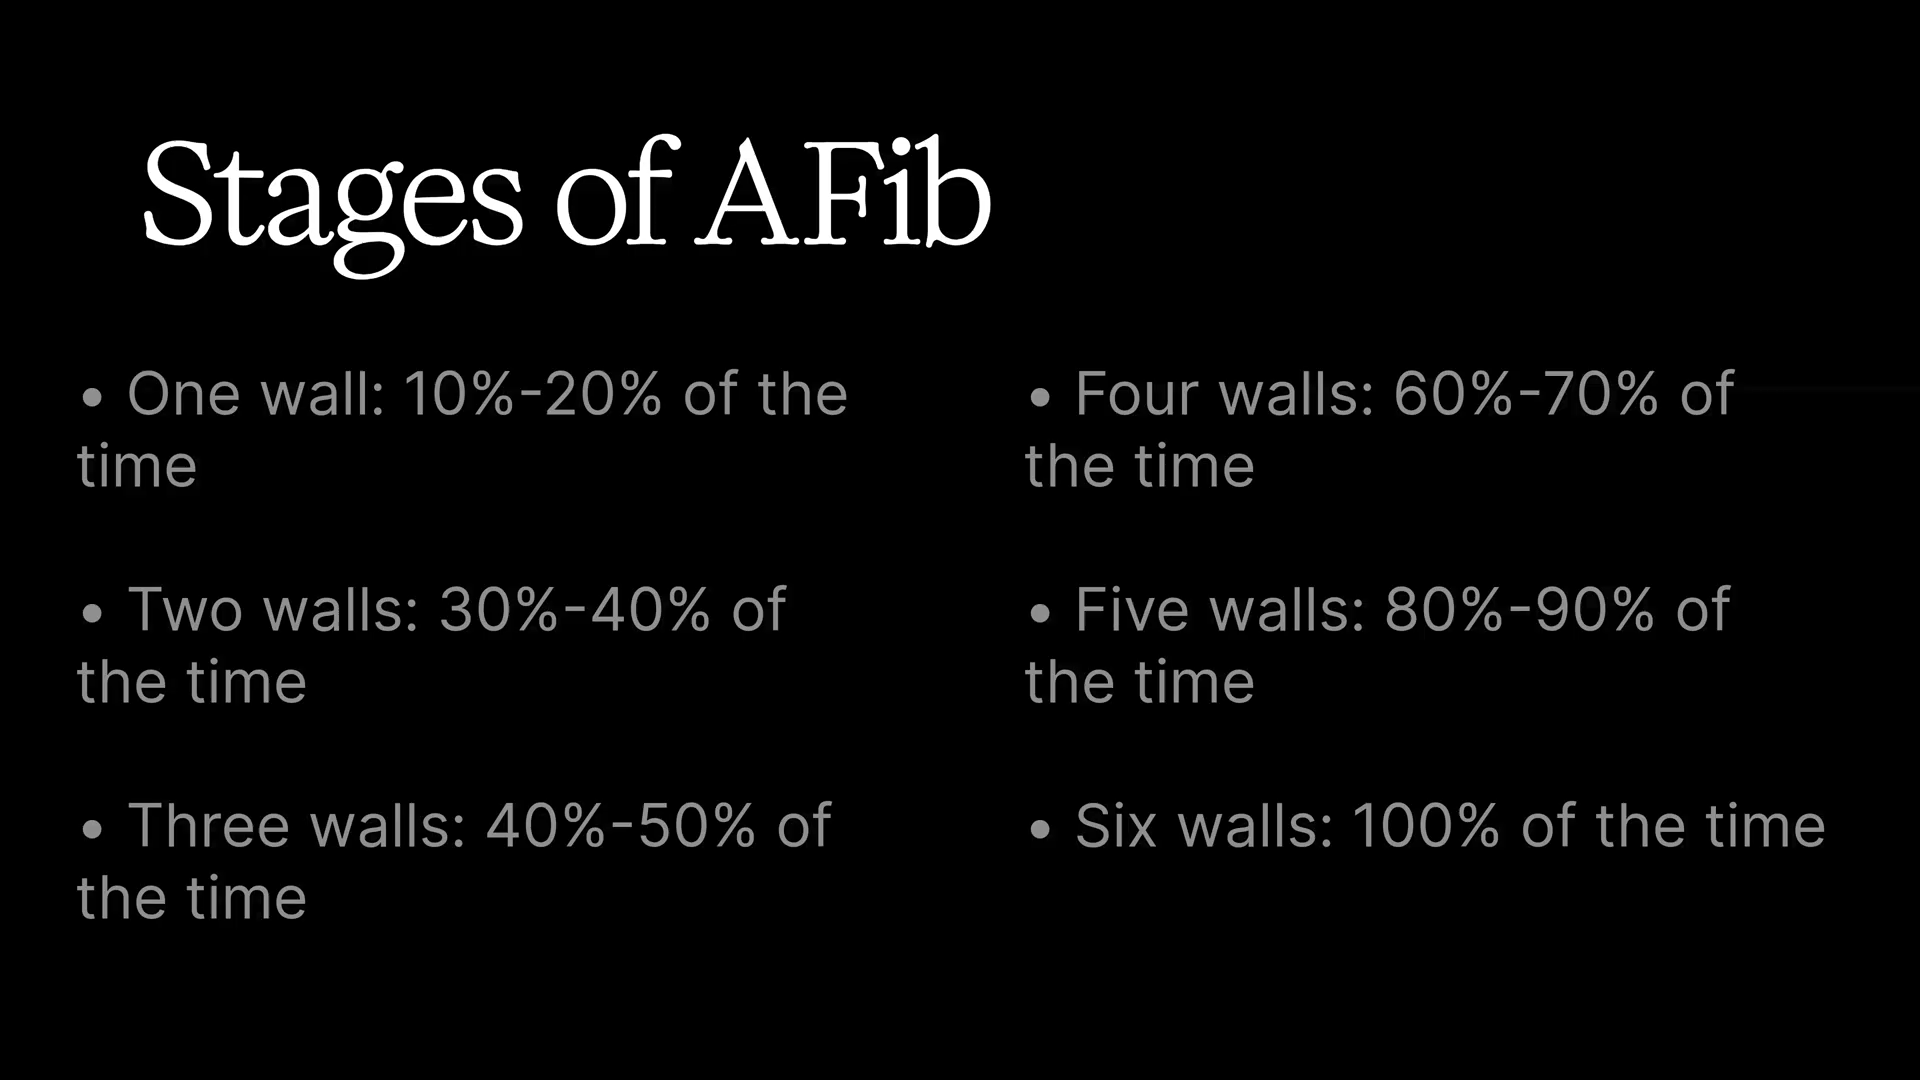 Stages of AFib
• One wall: 10%-20% of the
time
• Two walls: 30%-40% of
the time
• Three walls: 40%-50% of
the time
• Four walls: 60%-70% of
the time
• Five walls: 80%-90% of
the time
• Six walls: 100% of the time